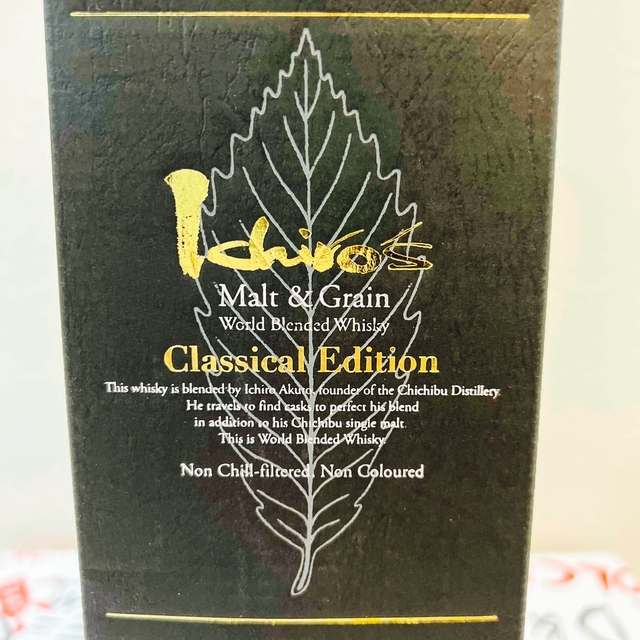 Ichiro's
Malt & Grain
World Blended Whisky
Classical Edition
This whisky is blended by Ichiro Akuto, founder of the Chichibu Distillery.
He travels to find casks to perfect his blend
in addition to his Chichibu single malt.
This is World Blended Whisky.
Non Chill-filtered, Non Coloured